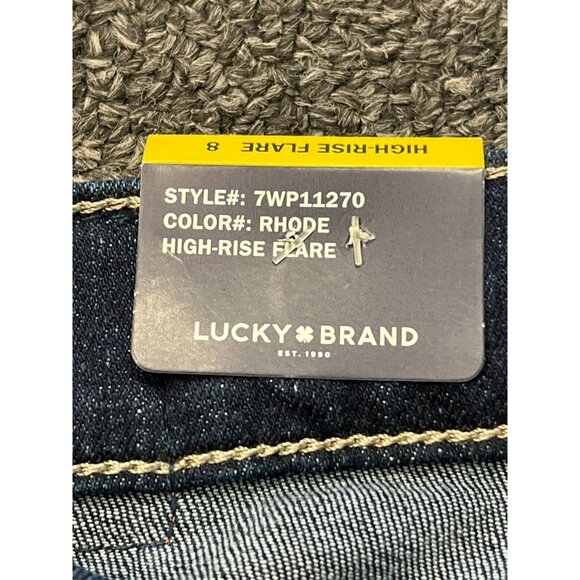 HIGH-RISE FLARE 8
STYLE#: 7WP11270
COLOR#: RHODE
HIGH-RISE FLARE
LUCKY BRAND
EST. 1990